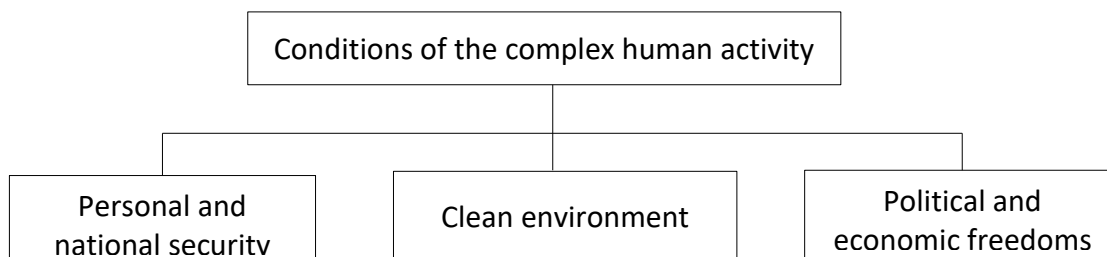 Conditions of the complex human activity
Personal and
national security
Clean environment
Political and
economic freedoms